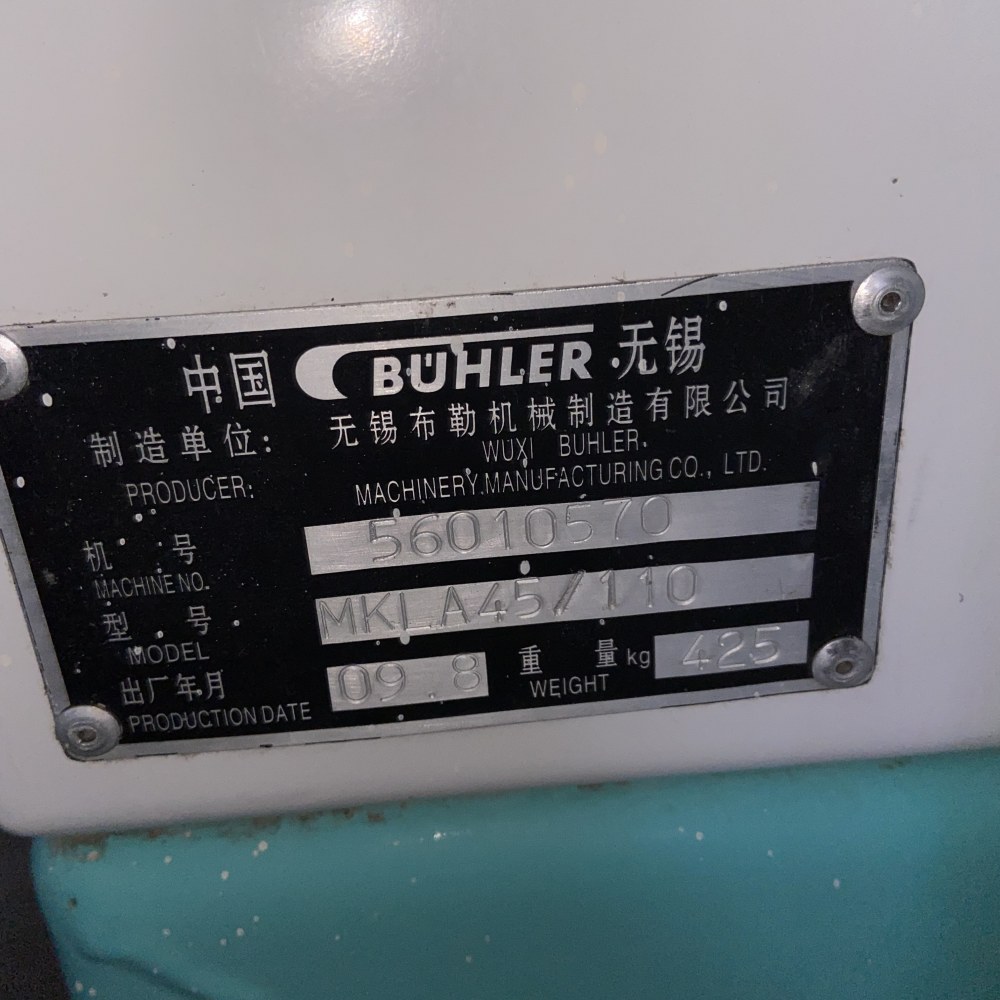 中国 BÜHLER 无锡
制造单位: 无锡布勒机械制造有限公司
PRODUCER: WUXI BUHLER
MACHINERY MANUFACTURING CO., LTD.
机 号 56010570
MACHINE NO.
型 号 MKLA45/110
MODEL
出厂年月 09.8 重 量 kg 425
PRODUCTION DATE WEIGHT